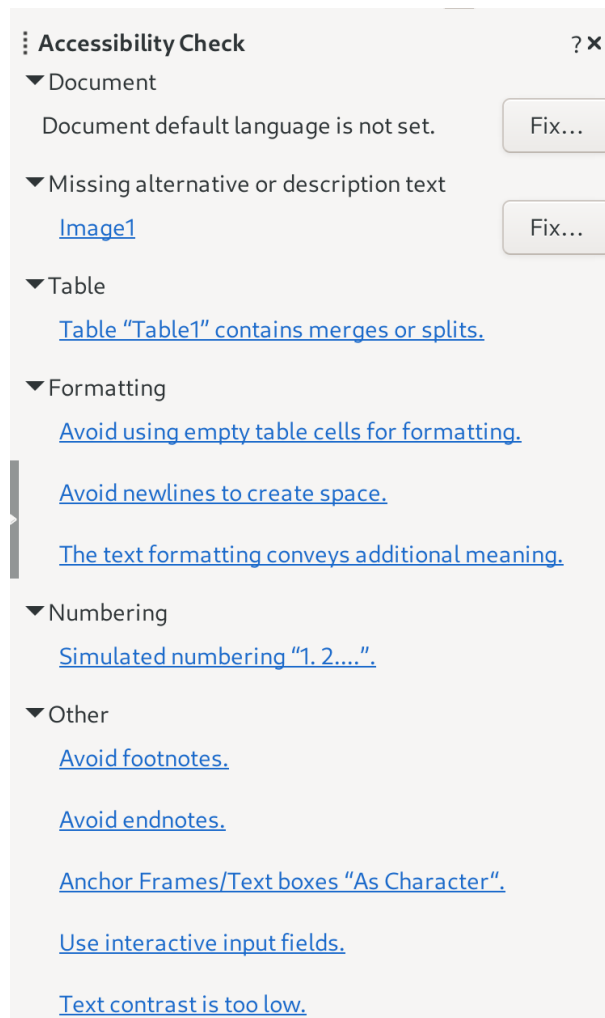 Accessibility Check ?
Document
Document default language is not set. Fix...
Missing alternative or description text
Image1 Fix...
Table
Table “Table1” contains merges or splits.
Formatting
Avoid using empty table cells for formatting.
Avoid newlines to create space.
The text formatting conveys additional meaning.
Numbering
Simulated numbering “1. 2....”.
Other
Avoid footnotes.
Avoid endnotes.
Anchor Frames/Text boxes “As Character“.
Use interactive input fields.
Text contrast is too low.